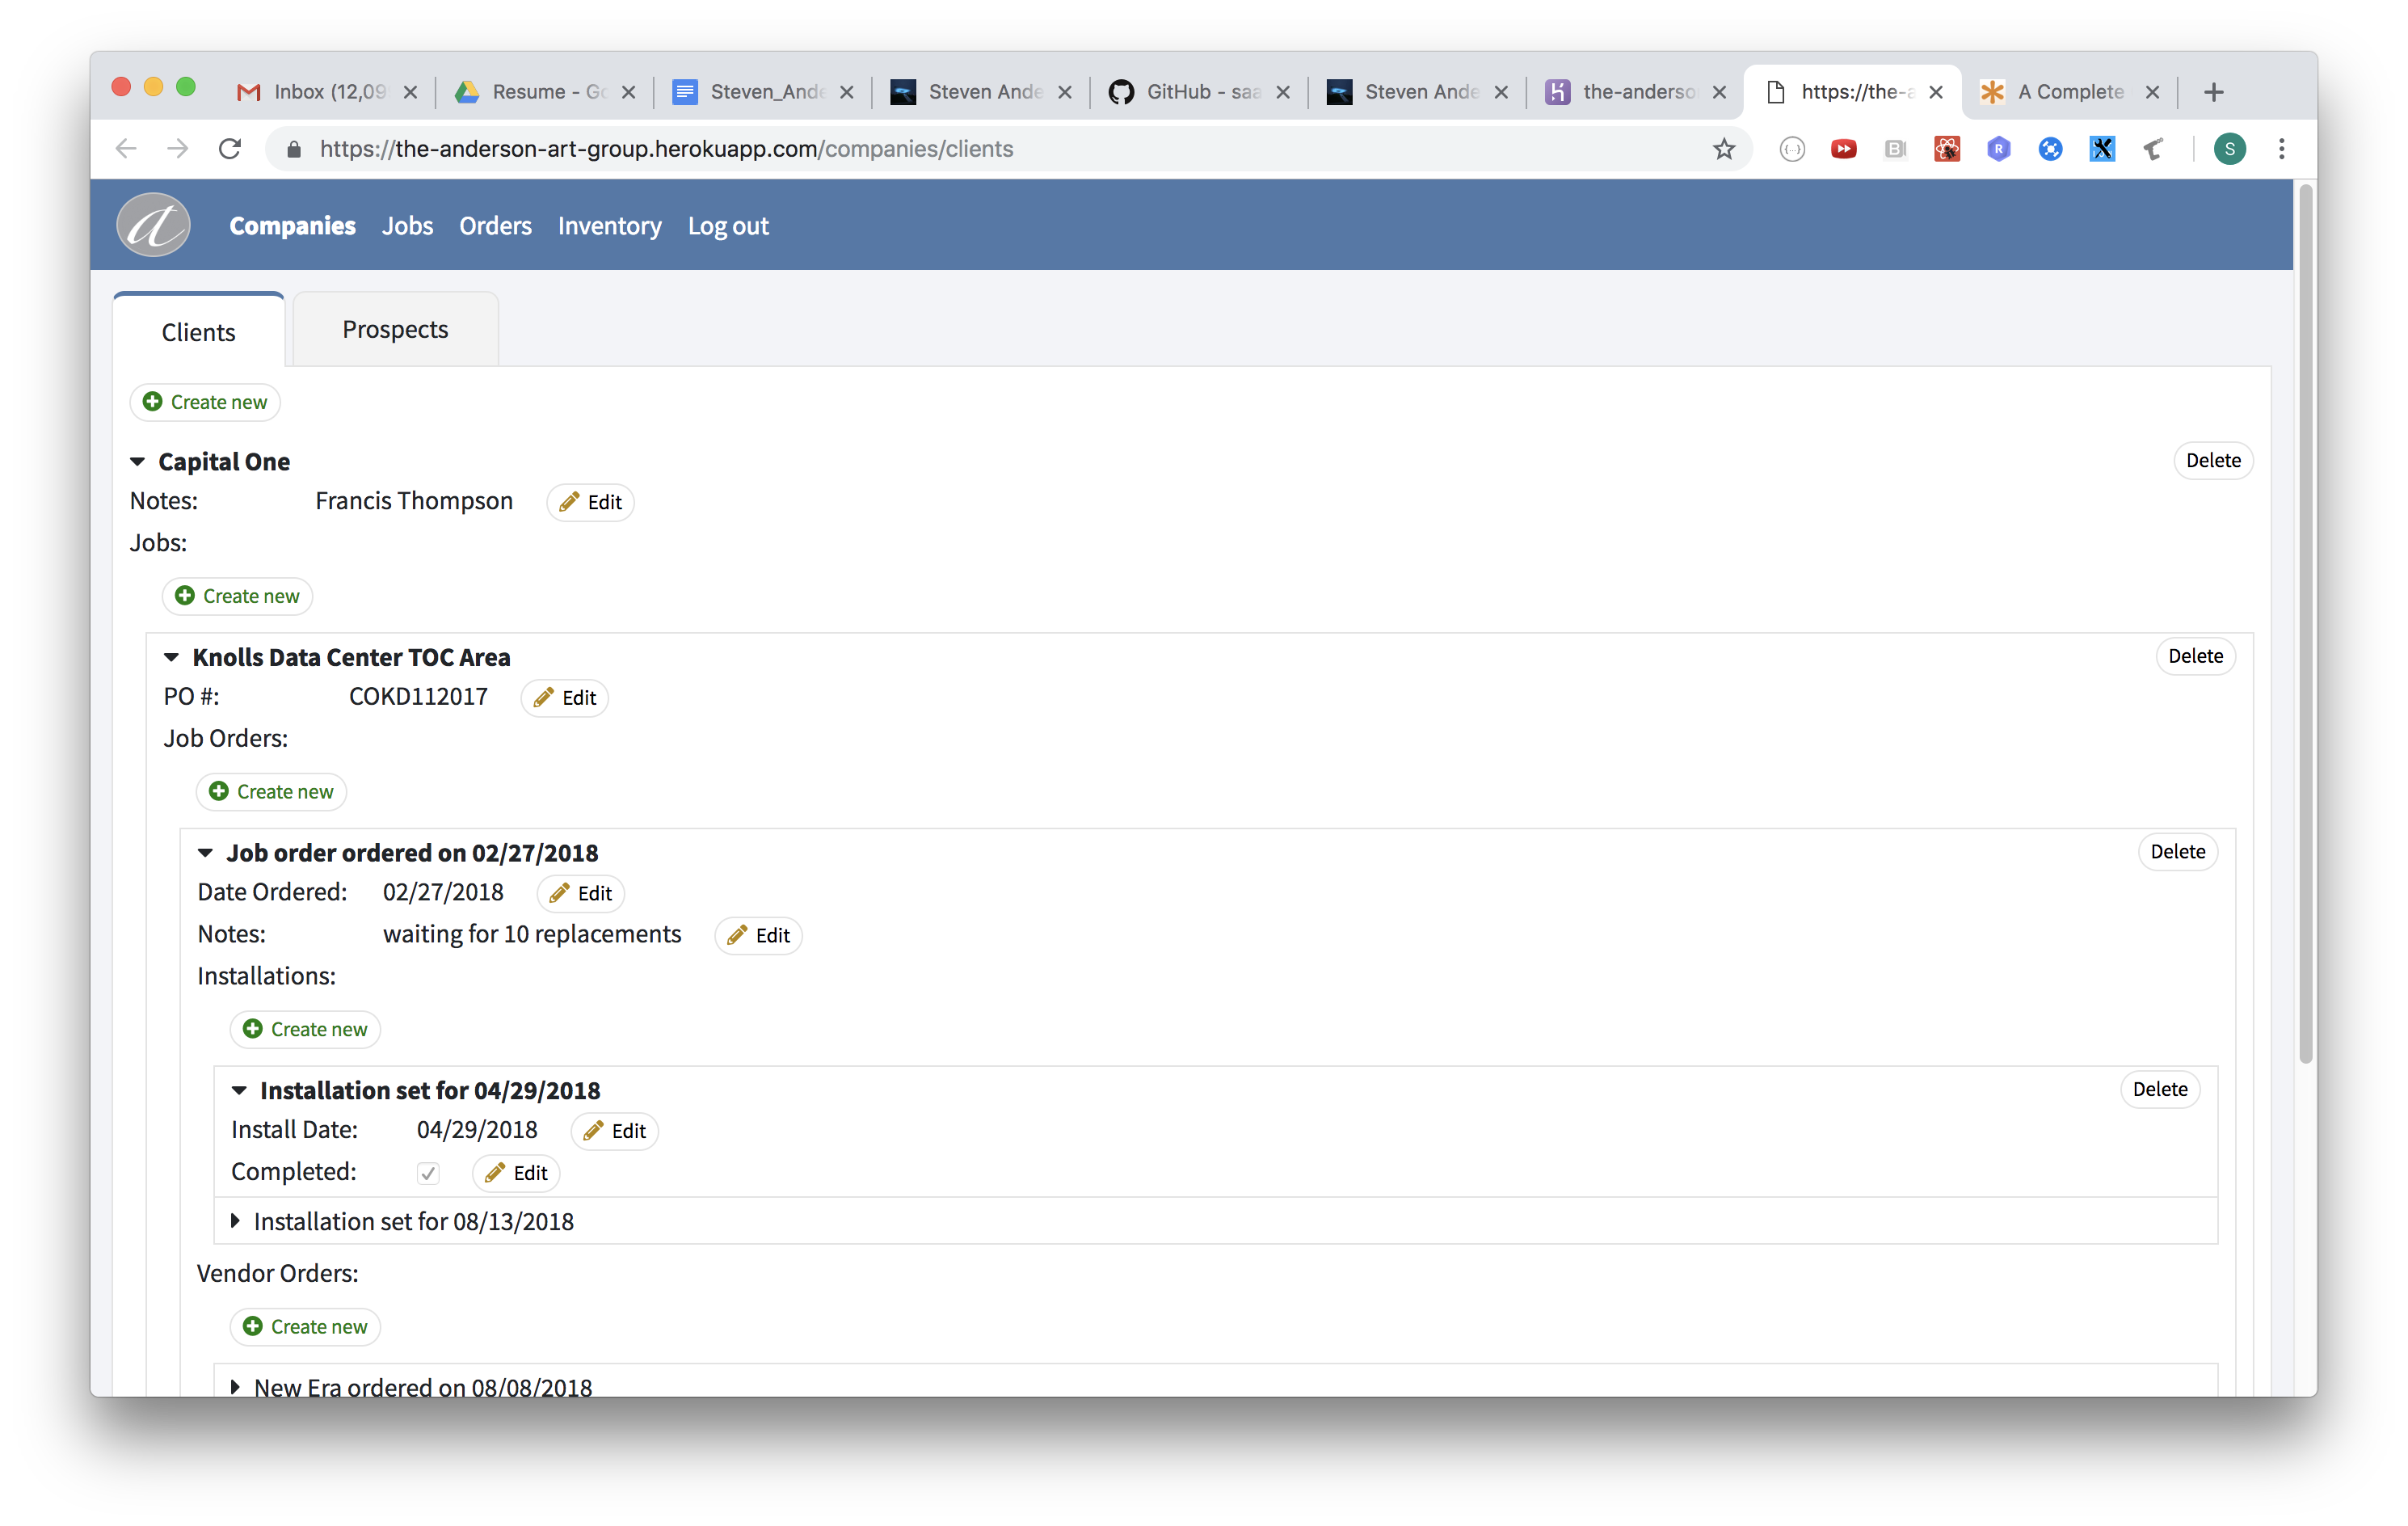 Inbox (12,09
Resume - Go
Steven_Ande
Steven Ande
GitHub - saa
Steven Ande
the-anderso
https://the-a
A Complete
https://the-anderson-art-group.herokuapp.com/companies/clients
S
a Companies Jobs Orders Inventory Log out
Clients Prospects
Create new
Capital One Delete
Notes: Francis Thompson Edit
Jobs:
Create new
Knolls Data Center TOC Area Delete
PO #: COKD112017 Edit
Job Orders:
Create new
Job order ordered on 02/27/2018 Delete
Date Ordered: 02/27/2018 Edit
Notes: waiting for 10 replacements Edit
Installations:
Create new
Installation set for 04/29/2018 Delete
Install Date: 04/29/2018 Edit
Completed: Edit
Installation set for 08/13/2018
Vendor Orders:
Create new
New Era ordered on 08/08/2018